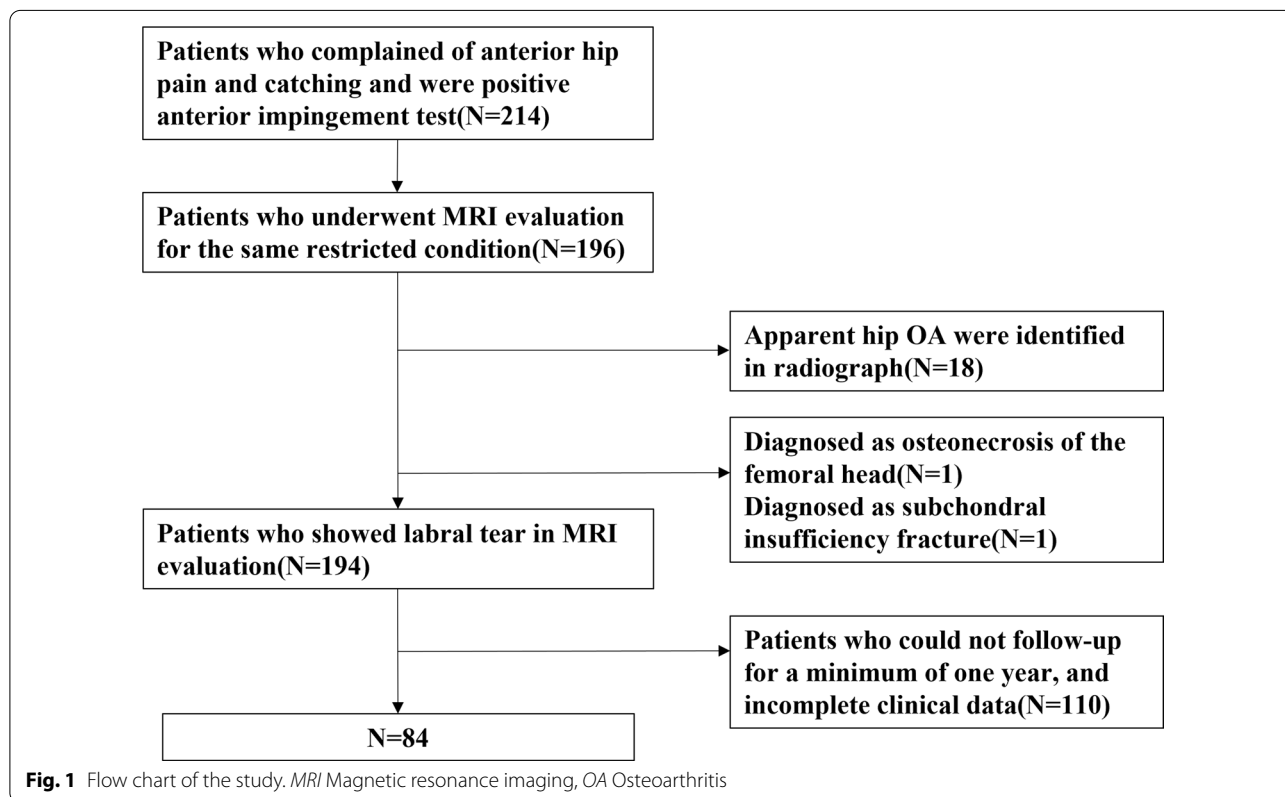 Patients who complained of anterior hip
pain and catching and were positive
anterior impingement test(N=214)
Patients who underwent MRI evaluation
for the same restricted condition(N=196)
Apparent hip OA were identified
in radiograph(N=18)
Diagnosed as osteonecrosis of the
femoral head(N=1)
Diagnosed as subchondral
insufficiency fracture(N=1)
Patients who showed labral tear in MRI
evaluation(N=194)
Patients who could not follow-up
for a minimum of one year, and
incomplete clinical data(N=110)
N=84
Fig. 1 Flow chart of the study. MRI Magnetic resonance imaging, OA Osteoarthritis